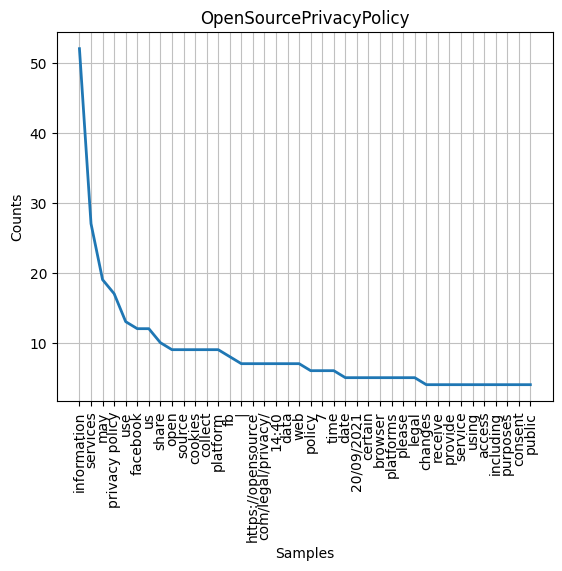 OpenSourcePrivacyPolicy
Counts
50
40
30
20
10
information
services
may
privacy policy
use
facebook
us
share
open
source
cookies
collect
platform
fb
l
https://opensource
com/legal/privacy/
14:40
data
web
policy
7
time
date
20/09/2021
certain
browser
platforms
please
legal
changes
receive
provide
service
using
access
including
purposes
consent
public
Samples